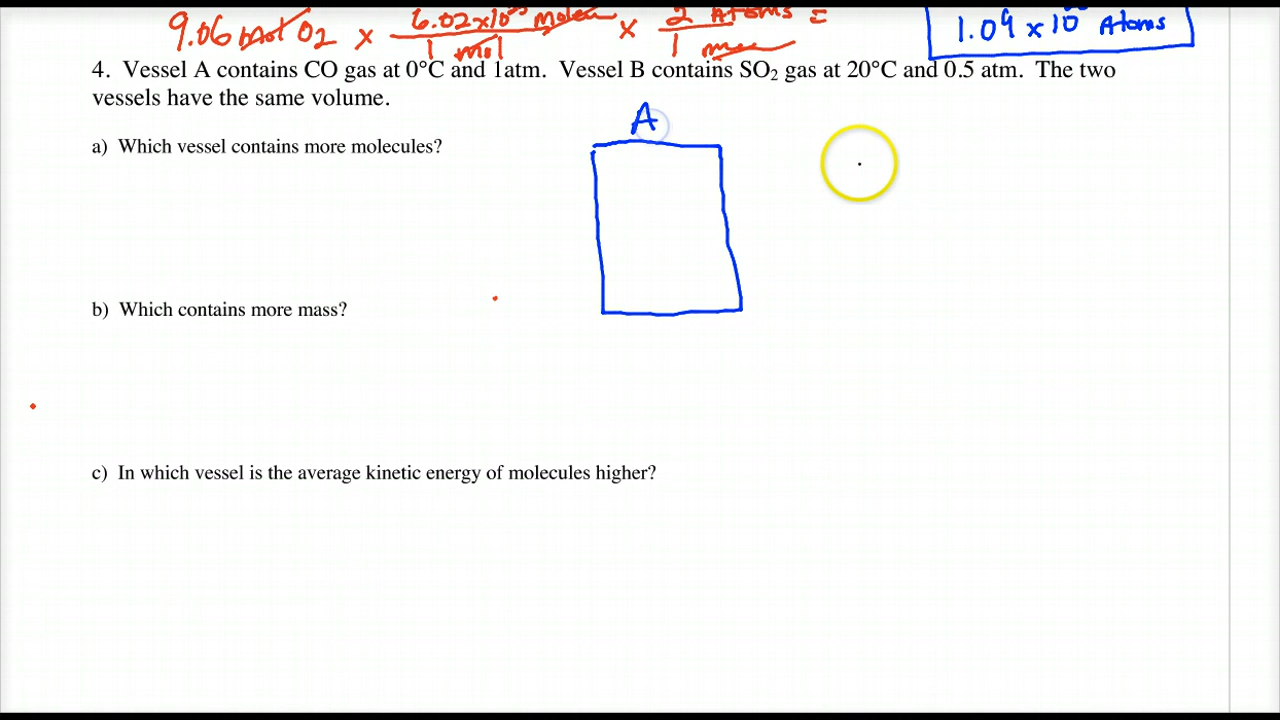 9.06 mol O₂ × 6.02×10 molec / 1 mol × 2 Atoms / 1 =
1.09 × 10 Atoms
4. Vessel A contains CO gas at 0°C and 1atm. Vessel B contains SO₂ gas at 20°C and 0.5 atm. The two
vessels have the same volume.
A
a) Which vessel contains more molecules?
b) Which contains more mass?
c) In which vessel is the average kinetic energy of molecules higher?